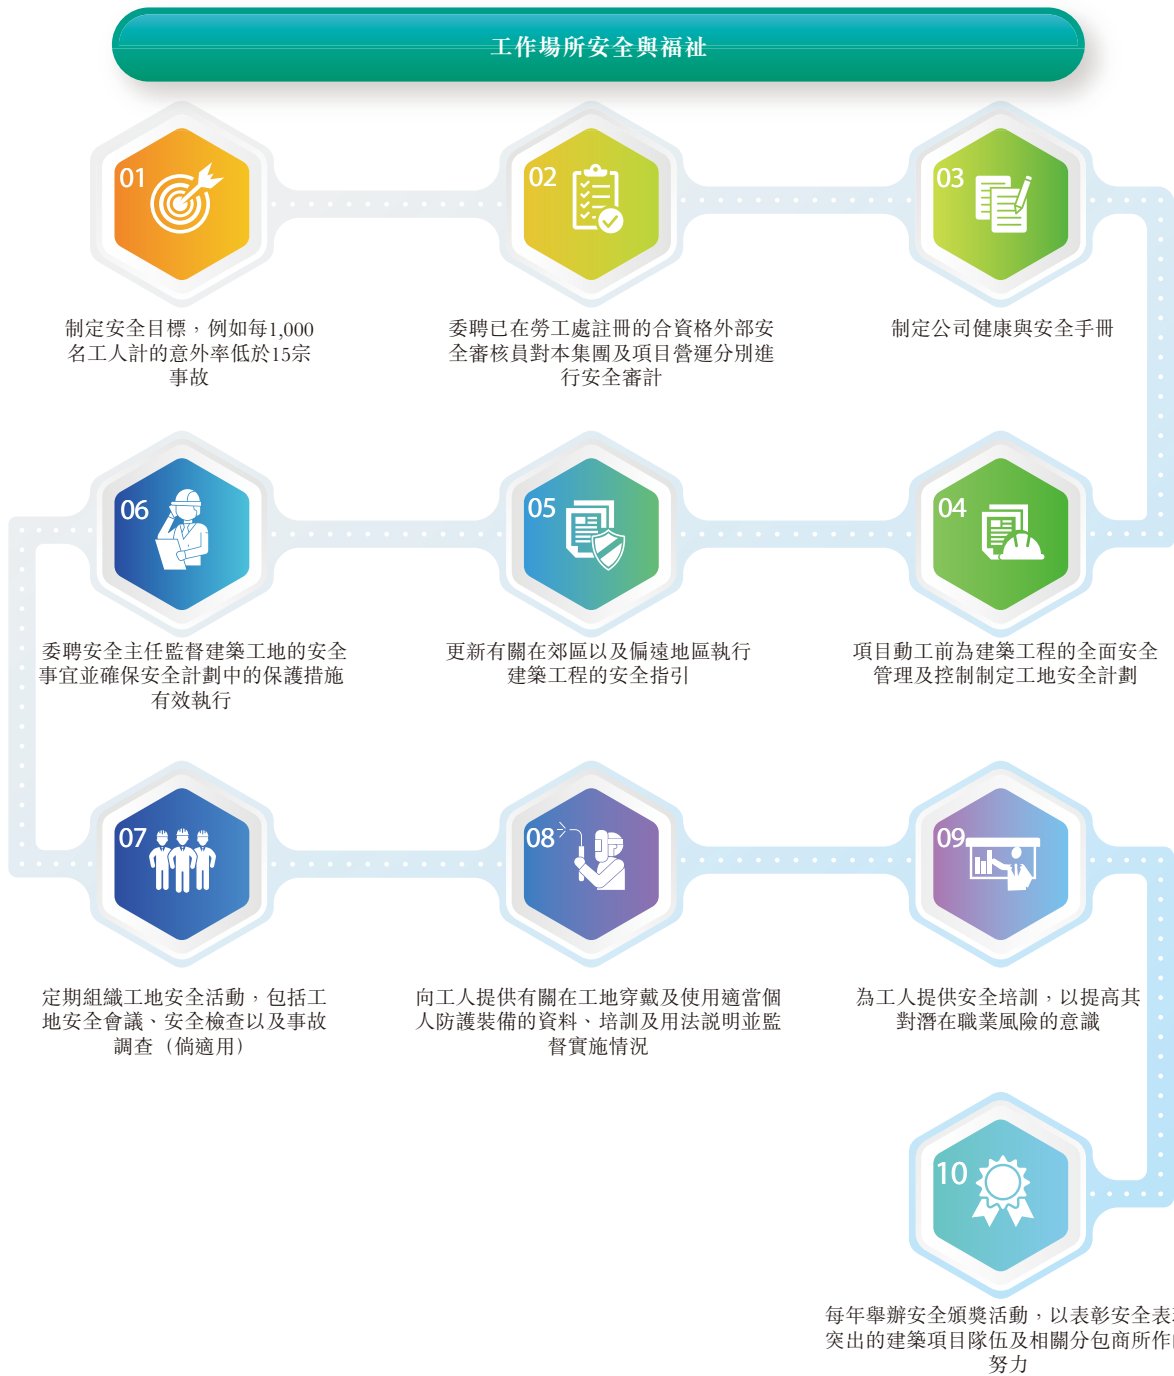 工作場所安全與福祉
01
制定安全目標，例如每1,000
名工人計的意外率低於15宗
事故
02
委聘已在勞工處註冊的合資格外部安
全審核員對本集團及項目營運分別進
行安全審計
03
制定公司健康與安全手冊
04
項目動工前為建築工程的全面安全
管理及控制制定工地安全計劃
05
更新有關在郊區以及偏遠地區執行
建築工程的安全指引
06
委聘安全主任監督建築工地的安全
事宜並確保安全計劃中的保護措施
有效執行
07
定期組織工地安全活動，包括工
地安全會議、安全檢查以及事故
調查（倘適用）
08
向工人提供有關在工地穿戴及使用適當個
人防護裝備的資料、培訓及用法說明並監
督實施情況
09
為工人提供安全培訓，以提高其
對潛在職業風險的意識
10
每年舉辦安全頒獎活動，以表彰安全表
突出的建築項目隊伍及相關分包商所作
努力